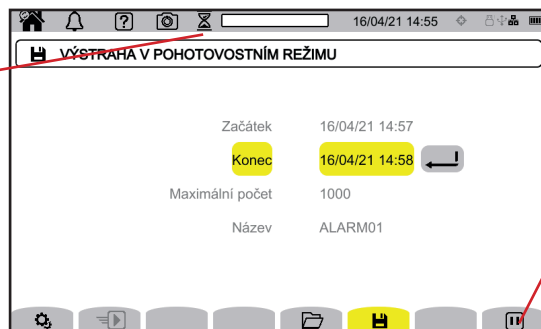 16/04/21 14:55
VÝSTRAHA V POHOTOVOSTNÍM REŽIMU
Začátek 16/04/21 14:57
Konec 16/04/21 14:58
Maximální počet 1000
Název ALARM01